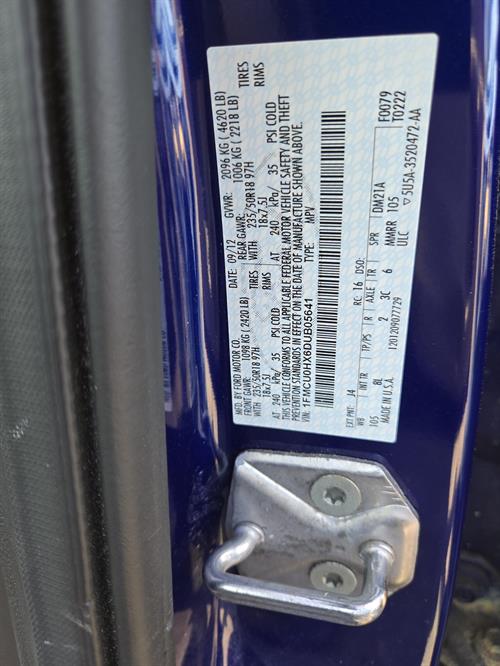 MFD. BY FORD MOTOR CO.
DATE: 09/12 GVWR: 2096 KG ( 4620 LB)
FRONT GAWR: 1098 KG ( 2420 LB) REAR GAWR: 1006 KG ( 2218 LB)
235/50R18 97H TIRES WITH 235/50R18 97H TIRES
18x7.5J RIMS 18x7.5J RIMS
AT 240 kPa/ 35 PSI COLD AT 240 kPa/ 35 PSI COLD
THIS VEHICLE CONFORMS TO ALL APPLICABLE FEDERAL MOTOR VEHICLE SAFETY AND THEFT
PREVENTION STANDARDS IN EFFECT ON THE DATE OF MANUFACTURE SHOWN ABOVE.
VIN: 1FMCU0HX6DUB05641
TYPE: MPV
F0079
T0222
EXT PNT: J4 RC: 16 DSO:
WB INT TR TP/PS R AXLE TR SPR DM21A
105 8L 2 3C 6 MMRR 105
MADE IN U.S.A. ULC
1201209077729 5U5A-3520472-AA